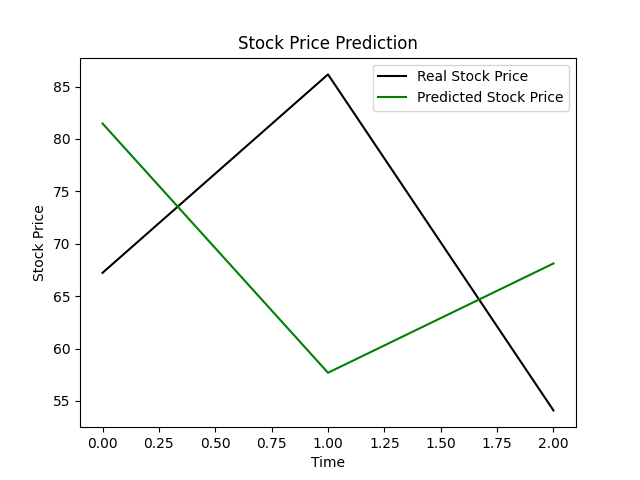 Stock Price Prediction
Real Stock Price
Predicted Stock Price
Stock Price
85
80
75
70
65
60
55
0.00 0.25 0.50 0.75 1.00 1.25 1.50 1.75 2.00
Time